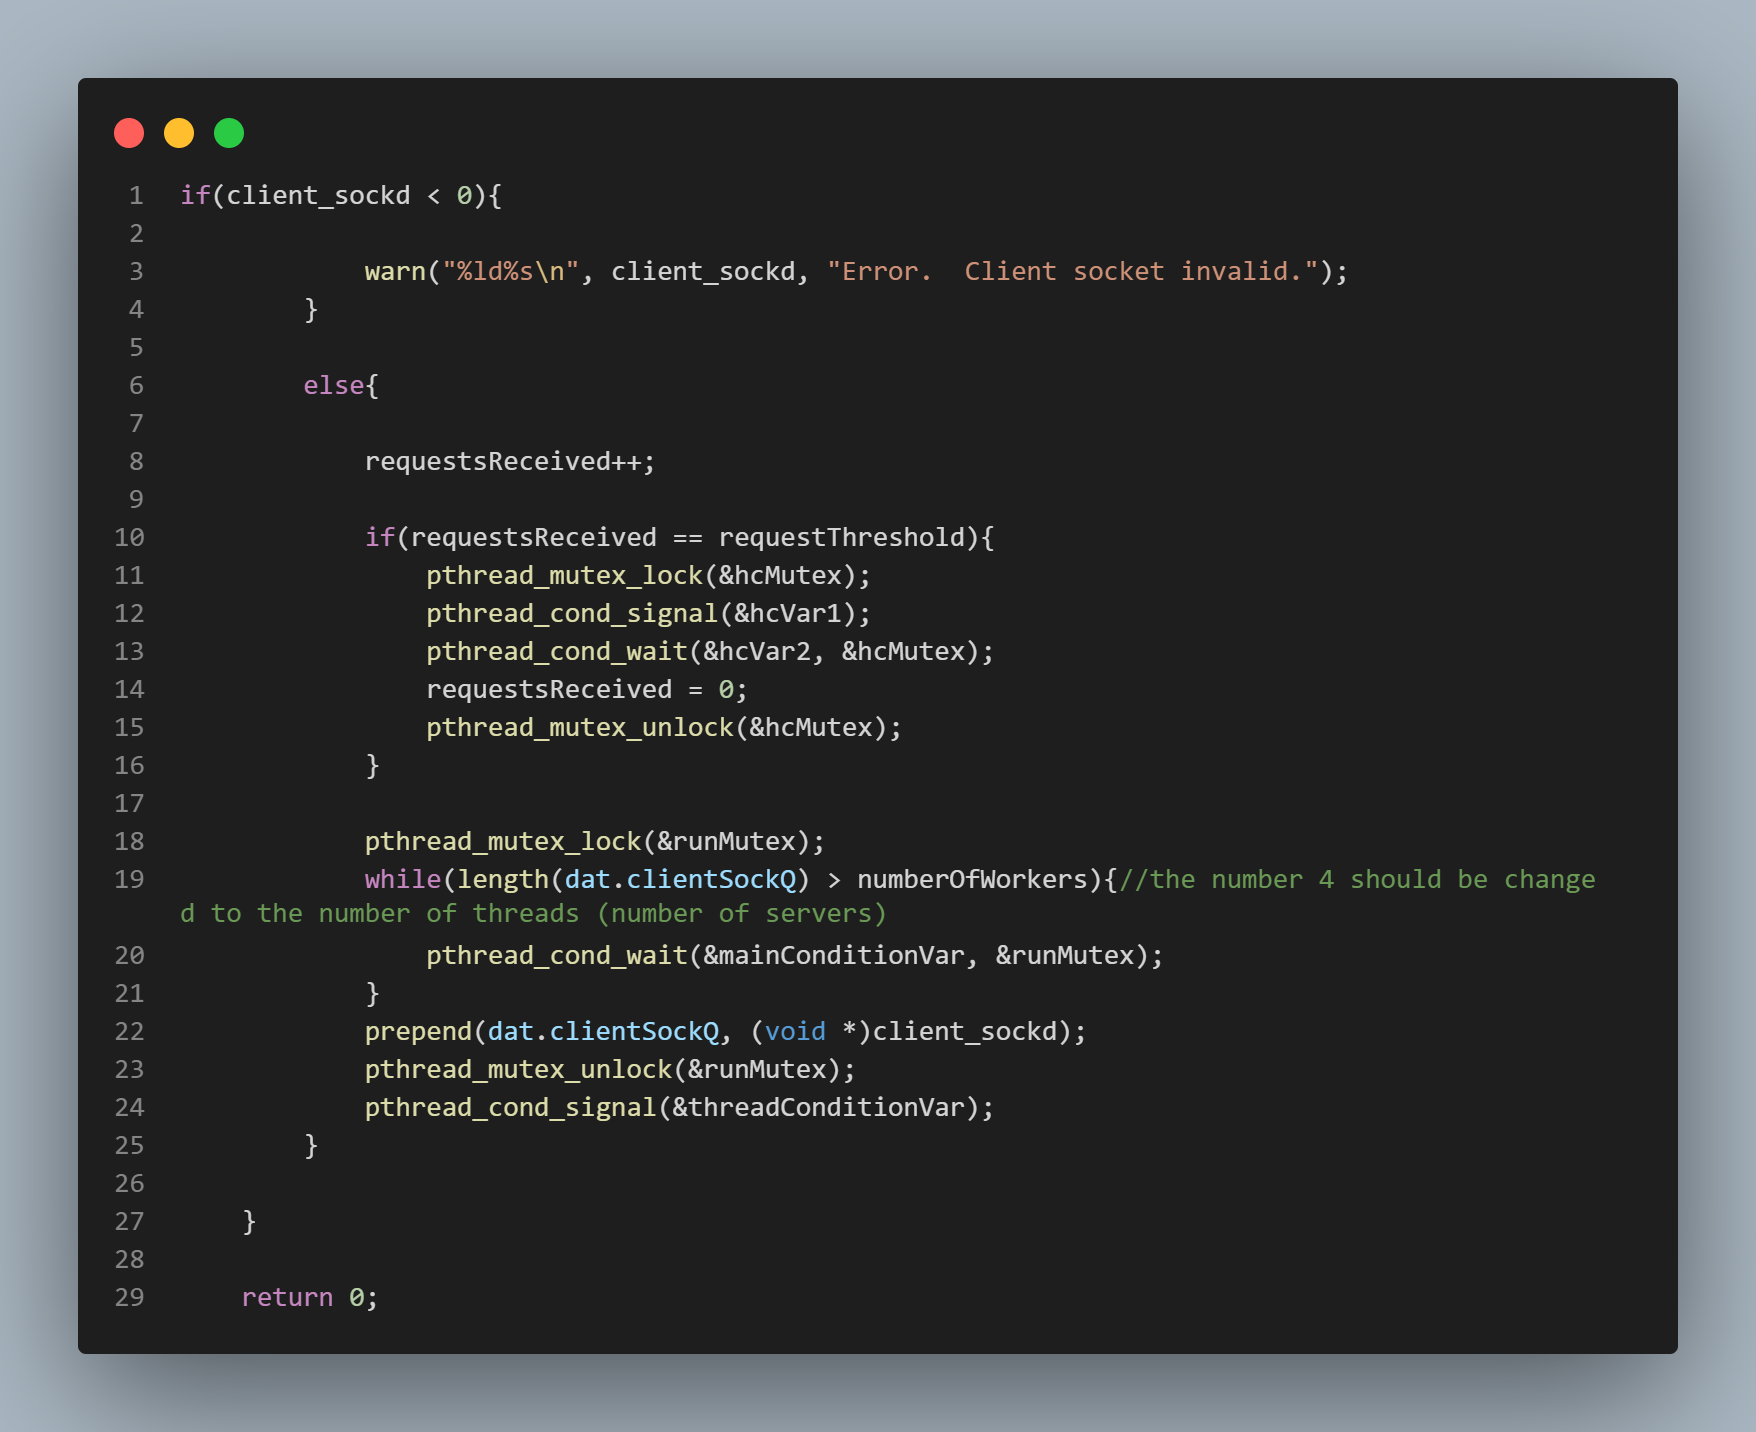 1 if(client_sockd < 0){
2
3 warn("%ld%s\n", client_sockd, "Error.  Client socket invalid.");
4 }
5
6 else{
7
8 requestsReceived++;
9
10 if(requestsReceived == requestThreshold){
11 pthread_mutex_lock(&hcMutex);
12 pthread_cond_signal(&hcVar1);
13 pthread_cond_wait(&hcVar2, &hcMutex);
14 requestsReceived = 0;
15 pthread_mutex_unlock(&hcMutex);
16 }
17
18 pthread_mutex_lock(&runMutex);
19 while(length(dat.clientSockQ) > numberOfWorkers){//the number 4 should be change
d to the number of threads (number of servers)
20 pthread_cond_wait(&mainConditionVar, &runMutex);
21 }
22 prepend(dat.clientSockQ, (void *)client_sockd);
23 pthread_mutex_unlock(&runMutex);
24 pthread_cond_signal(&threadConditionVar);
25 }
26
27 }
28
29 return 0;